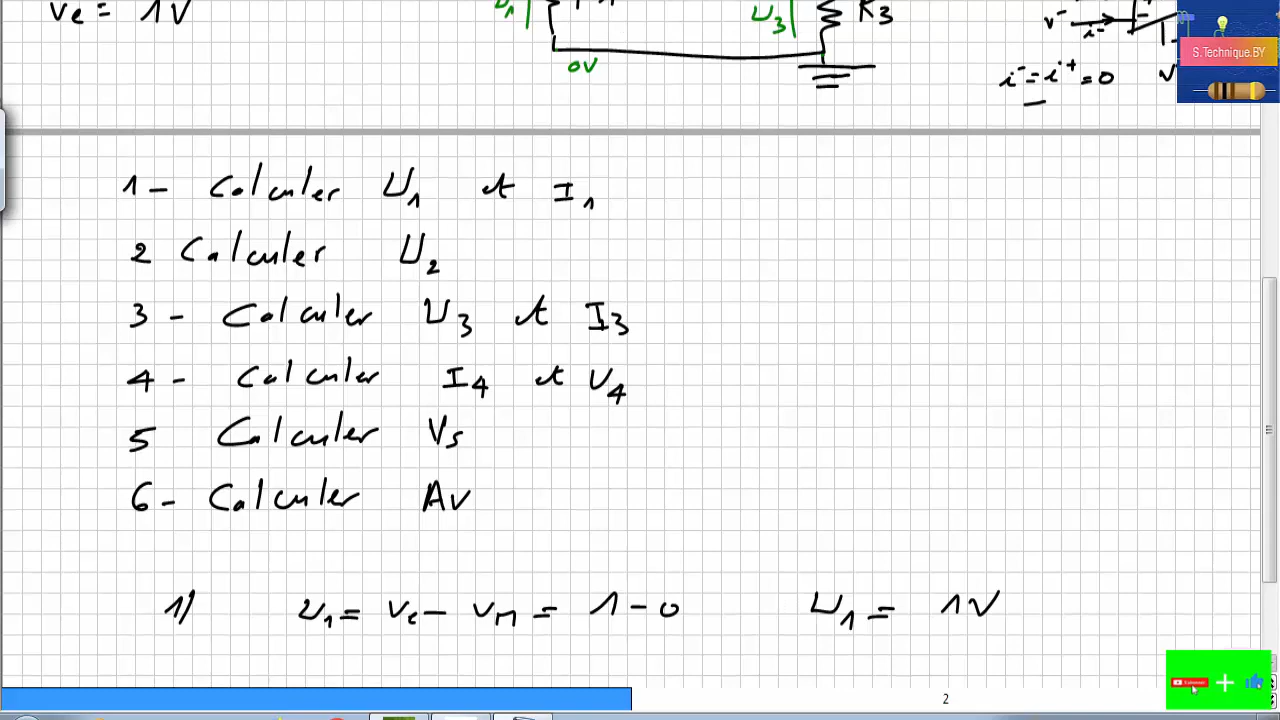 ve = 1V
U1
U3
R3
v-
i-
0V
i- = i+ = 0
S.Technique.BY
1 - Calculer U1 et I1
2 Calculer U2
3 - Calculer U3 et I3
4 - Calculer I4 et U4
5 Calculer Vs
6 - Calculer Av
1) U1 = Ve - VM = 1 - 0 U1 = 1V
2